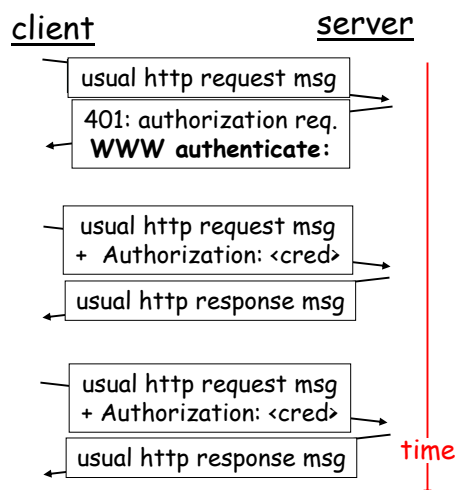 client
server
usual http request msg
401: authorization req.
WWW authenticate:
usual http request msg
+ Authorization: <cred>
usual http response msg
usual http request msg
+ Authorization: <cred>
usual http response msg
time